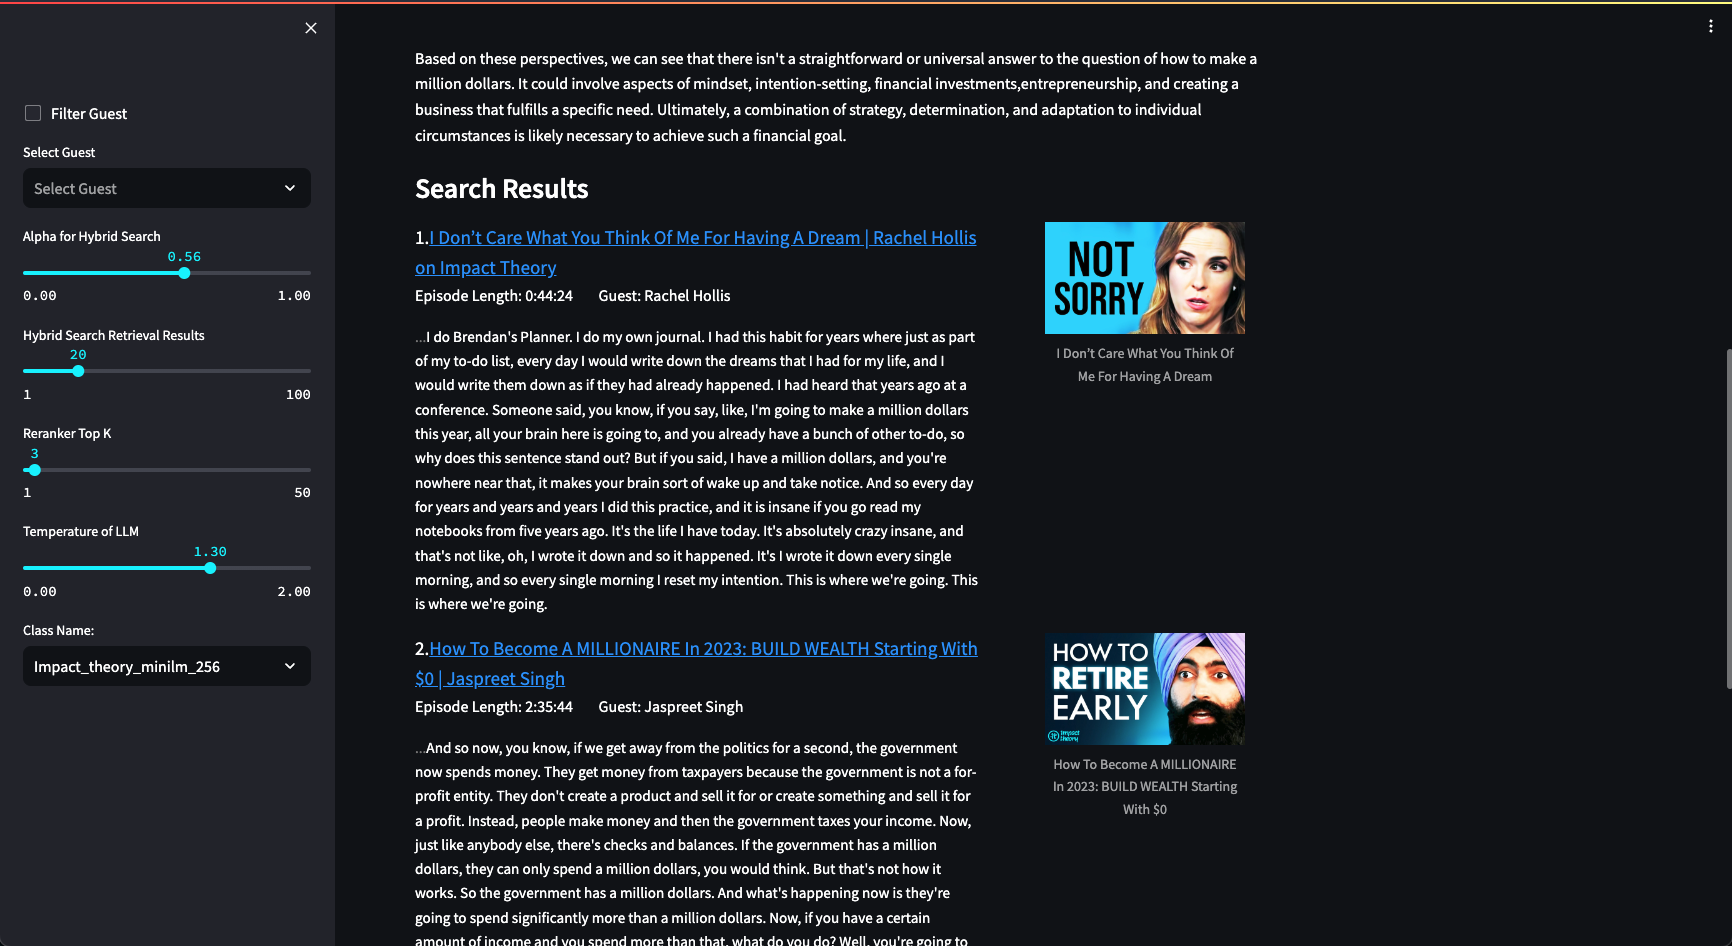 Filter Guest
Select Guest
Select Guest
Alpha for Hybrid Search
0.56
0.00 1.00
Hybrid Search Retrieval Results
20
1 100
Reranker Top K
3
1 50
Temperature of LLM
1.30
0.00 2.00
Class Name:
Impact_theory_minilm_256
Based on these perspectives, we can see that there isn't a straightforward or universal answer to the question of how to make a
million dollars. It could involve aspects of mindset, intention-setting, financial investments,entrepreneurship, and creating a
business that fulfills a specific need. Ultimately, a combination of strategy, determination, and adaptation to individual
circumstances is likely necessary to achieve such a financial goal.
Search Results
1.I Don’t Care What You Think Of Me For Having A Dream | Rachel Hollis
on Impact Theory
Episode Length: 0:44:24 Guest: Rachel Hollis
...I do Brendan's Planner. I do my own journal. I had this habit for years where just as part
of my to-do list, every day I would write down the dreams that I had for my life, and I
would write them down as if they had already happened. I had heard that years ago at a
conference. Someone said, you know, if you say, like, I'm going to make a million dollars
this year, all your brain here is going to, and you already have a bunch of other to-do, so
why does this sentence stand out? But if you said, I have a million dollars, and you're
nowhere near that, it makes your brain sort of wake up and take notice. And so every day
for years and years and years I did this practice, and it is insane if you go read my
notebooks from five years ago. It's the life I have today. It's absolutely crazy insane, and
that's not like, oh, I wrote it down and so it happened. It's I wrote it down every single
morning, and so every single morning I reset my intention. This is where we're going. This
is where we're going.
NOT
SORRY
I Don’t Care What You Think Of
Me For Having A Dream
2.How To Become A MILLIONAIRE In 2023: BUILD WEALTH Starting With
$0 | Jaspreet Singh
Episode Length: 2:35:44 Guest: Jaspreet Singh
...And so now, you know, if we get away from the politics for a second, the government
now spends money. They get money from taxpayers because the government is not a for-
profit entity. They don't create a product and sell it for or create something and sell it for
a profit. Instead, people make money and then the government taxes your income. Now,
just like anybody else, there's checks and balances. If the government has a million
dollars, they can only spend a million dollars, you would think. But that's not how it
works. So the government has a million dollars. And what's happening now is they're
going to spend significantly more than a million dollars. Now, if you have a certain
amount of income and you spend more than that, what do you do? Well, you're going to
HOW TO
RETIRE
EARLY
impact
theory
How To Become A MILLIONAIRE
In 2023: BUILD WEALTH Starting
With $0